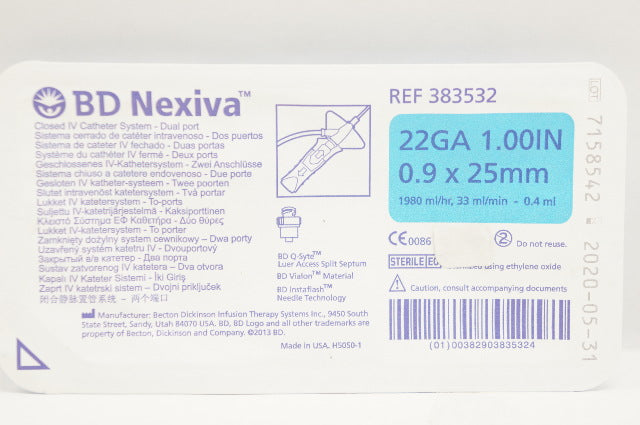 BD Nexiva™
Closed IV Catheter System - Dual port
Sistema cerrado de catéter intravenoso - Dos puertos
Sistema de cateter IV fechado - Duas portas
Système du cathéter IV fermé - Deux ports
Geschlossenes IV-Kathetersystem - Zwei Anschlüsse
Sistema chiuso a catetere endovenoso - Due porte
Gesloten IV katheter-systeem - Twee poorten
Slutet intravenöst katetersystem - Två portar
Lukket IV katetersystem - To-ports
Suljettu IV-katetrijärjestelmä - Kaksiporttinen
Κλειστό Σύστημα ΕΦ Καθετήρα - Δύο θύρες
Lukket IV-kateter system - To porter
Zamknięty dożylny system cewnikowy – Dwa porty
Uzavřený systém katetru IV - Dvouportový
Закрытый в/в катетер - Два порта
Sustav zatvorenog IV katetera – Dva otvora
Kapalı IV Kateter Sistemi - İki Giriş
Zaprt IV katetrski sistem – Dvojni priključek
闭合静脉置管系统 - 两个端口
Manufacturer: Becton Dickinson Infusion Therapy Systems Inc., 9450 South
State Street, Sandy, Utah 84070 USA. BD, BD Logo and all other trademarks are
property of Becton, Dickinson and Company. ©2013 BD.
Made in USA. H5050-1
BD Q-Syte™
Luer Access Split Septum
BD Vialon™ Material
BD Instaflash™
Needle Technology
REF 383532
22GA 1.00IN
0.9 x 25mm
1980 ml/hr, 33 ml/min - 0.4 ml
CE 0086
2 Do not reuse.
STERILE EO
using ethylene oxide
Caution, consult accompanying documents
(01)00382903835324
LOT 7158542 2020-05-31